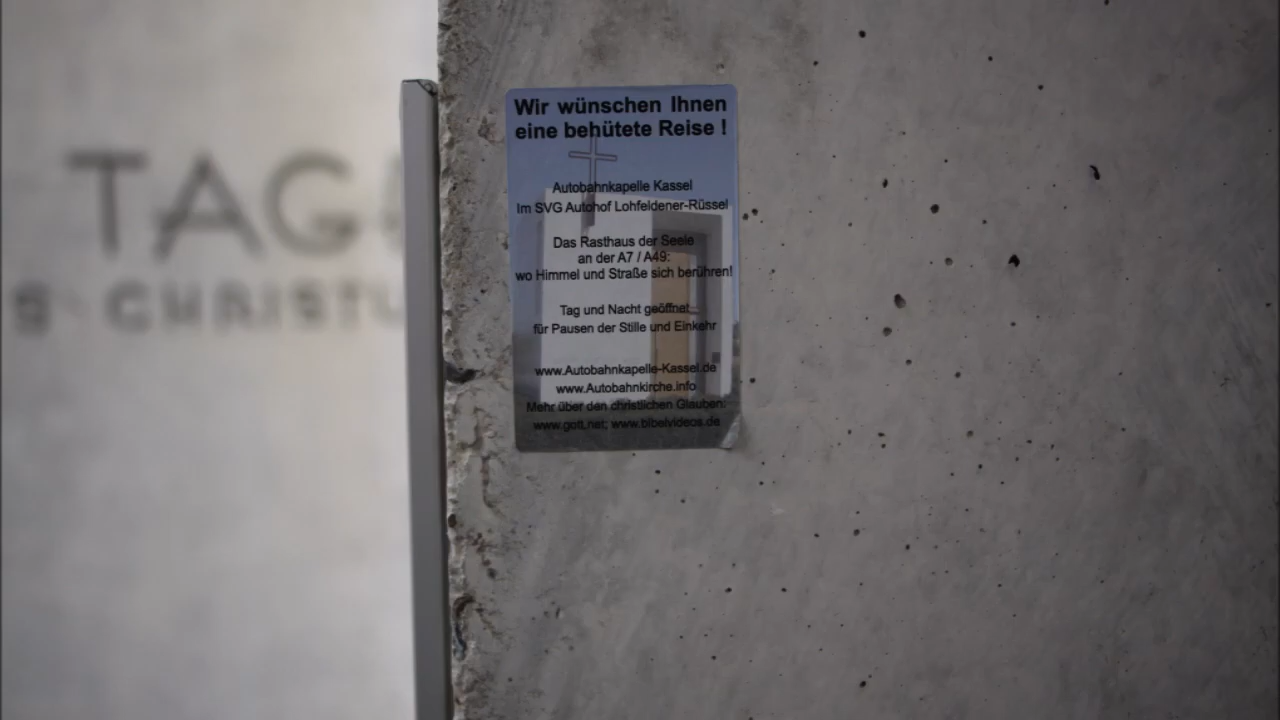 TAG
S CHRISTU
Wir wünschen Ihnen
eine behütete Reise !
Autobahnkapelle Kassel
Im SVG Autohof Lohfeldener-Rüssel
Das Rasthaus der Seele
an der A7 / A49:
wo Himmel und Straße sich berühren!
Tag und Nacht geöffnet
für Pausen der Stille und Einkehr
www.Autobahnkapelle-Kassel.de
www.Autobahnkirche.info
Mehr über den christlichen Glauben:
www.gott.net; www.bibelvideos.de